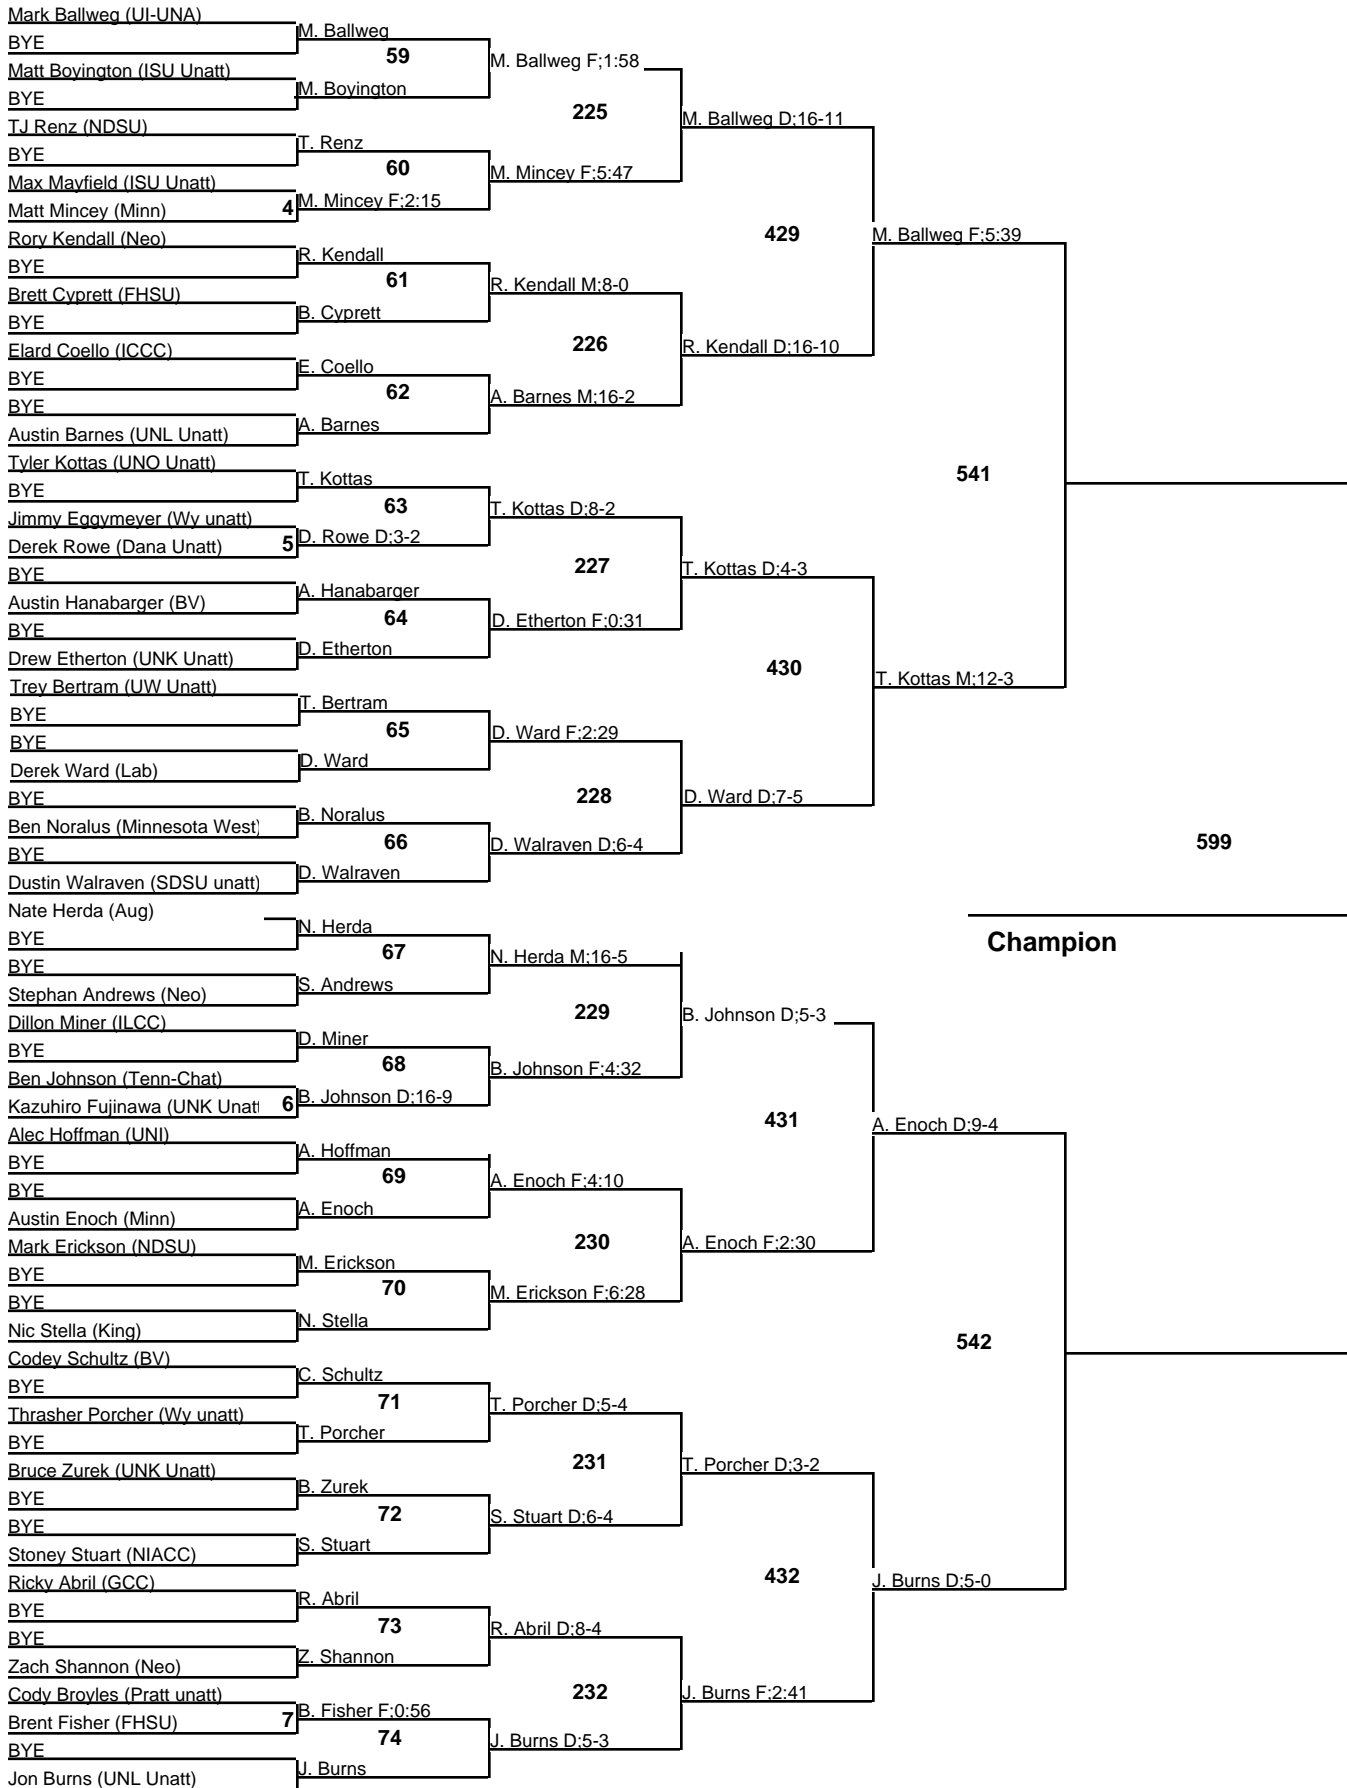 Mark Ballweg (UI-UNA)
BYE
Matt Boyington (ISU Unatt)
BYE
TJ Renz (NDSU)
BYE
Max Mayfield (ISU Unatt)
Matt Mincey (Minn)
4
Rory Kendall (Neo)
BYE
Brett Cyprett (FHSU)
BYE
Elard Coello (ICCC)
BYE
BYE
Austin Barnes (UNL Unatt)
Tyler Kottas (UNO Unatt)
BYE
Jimmy Eggymeyer (Wy unatt)
Derek Rowe (Dana Unatt)
5
BYE
Austin Hanabarger (BV)
BYE
Drew Etherton (UNK Unatt)
Trey Bertram (UW Unatt)
BYE
BYE
Derek Ward (Lab)
BYE
Ben Noralus (Minnesota West)
BYE
Dustin Walraven (SDSU unatt)
Nate Herda (Aug)
BYE
BYE
Stephan Andrews (Neo)
Dillon Miner (ILCC)
BYE
Ben Johnson (Tenn-Chat)
Kazuhiro Fujinawa (UNK Unatt
6
Alec Hoffman (UNI)
BYE
BYE
Austin Enoch (Minn)
Mark Erickson (NDSU)
BYE
BYE
Nic Stella (King)
Codey Schultz (BV)
BYE
Thrasher Porcher (Wy unatt)
BYE
Bruce Zurek (UNK Unatt)
BYE
BYE
Stoney Stuart (NIACC)
Ricky Abril (GCC)
BYE
BYE
Zach Shannon (Neo)
Cody Broyles (Pratt unatt)
Brent Fisher (FHSU)
7
BYE
Jon Burns (UNL Unatt)
M. Ballweg
59
M. Boyington
T. Renz
60
M. Mincey F;2:15
R. Kendall
61
B. Cyprett
E. Coello
62
A. Barnes
T. Kottas
63
D. Rowe D;3-2
A. Hanabarger
64
D. Etherton
T. Bertram
65
D. Ward
B. Noralus
66
D. Walraven
N. Herda
67
S. Andrews
D. Miner
68
B. Johnson D;16-9
A. Hoffman
69
A. Enoch
M. Erickson
70
N. Stella
C. Schultz
71
T. Porcher
B. Zurek
72
S. Stuart
R. Abril
73
Z. Shannon
B. Fisher F;0:56
74
J. Burns
M. Ballweg F;1:58
225
M. Mincey F;5:47
R. Kendall M;8-0
226
A. Barnes M;16-2
T. Kottas D;8-2
227
D. Etherton F;0:31
D. Ward F;2:29
228
D. Walraven D;6-4
N. Herda M;16-5
229
B. Johnson F;4:32
A. Enoch F;4:10
230
M. Erickson F;6:28
T. Porcher D;5-4
231
S. Stuart D;6-4
R. Abril D;8-4
232
J. Burns D;5-3
M. Ballweg D;16-11
429
R. Kendall D;16-10
T. Kottas D;4-3
430
D. Ward D;7-5
B. Johnson D;5-3
431
A. Enoch F;2:30
T. Porcher D;3-2
432
J. Burns F;2:41
M. Ballweg F;5:39
541
T. Kottas M;12-3
A. Enoch D;9-4
542
J. Burns D;5-0
599
Champion